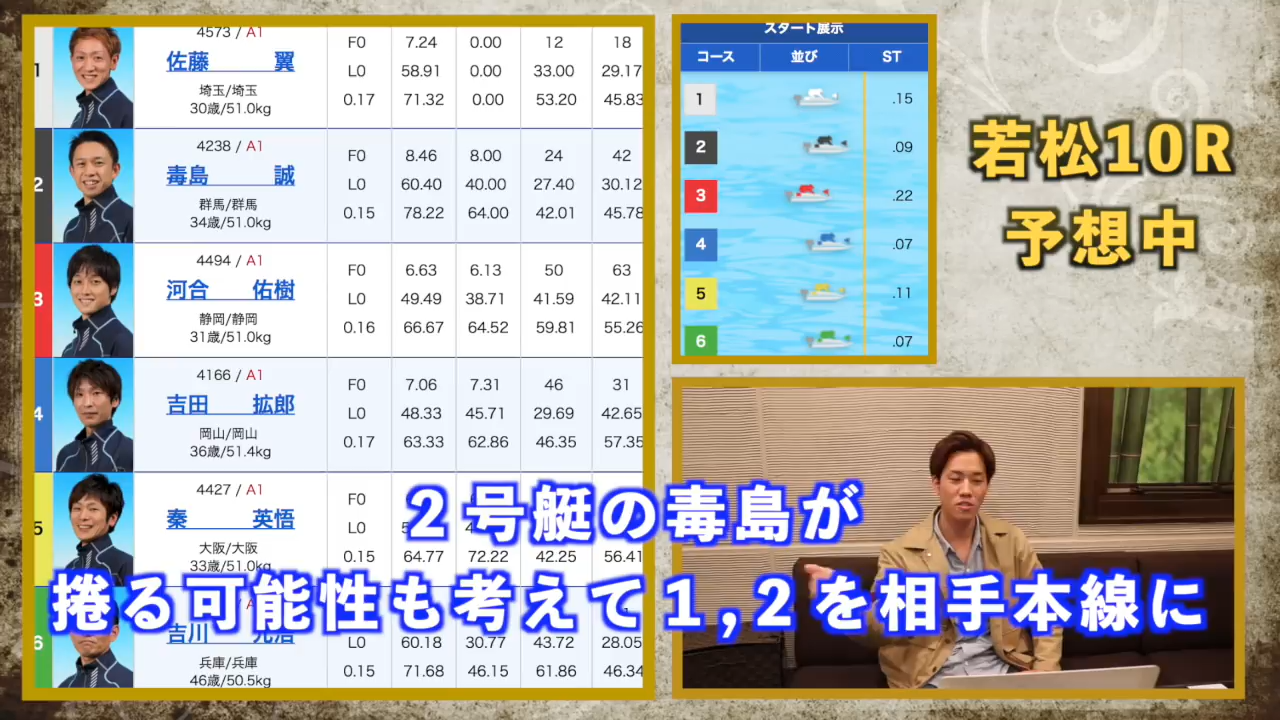 4573 / A1
1
佐藤 翼
埼玉/埼玉
30歳/51.0kg
F0 7.24 0.00 12 18
L0 58.91 0.00 33.00 29.17
0.17 71.32 0.00 53.20 45.83
4238 / A1
2
毒島 誠
群馬/群馬
34歳/51.0kg
F0 8.46 8.00 24 42
L0 60.40 40.00 27.40 30.12
0.15 78.22 64.00 42.01 45.78
4494 / A1
3
河合 佑樹
静岡/静岡
31歳/51.0kg
F0 6.63 6.13 50 63
L0 49.49 38.71 41.59 42.11
0.16 66.67 64.52 59.81 55.26
4166 / A1
4
吉田 拡郎
岡山/岡山
36歳/51.4kg
F0 7.06 7.31 46 31
L0 48.33 45.71 29.69 42.65
0.17 63.33 62.86 46.35 57.35
4427 / A1
5
秦 英悟
大阪/大阪
33歳/51.0kg
F0
L0
0.15 64.77 72.22 42.25 56.41
6
吉川
兵庫/兵庫
46歳/50.5kg
L0 60.18 30.77 43.72 28.05
0.15 71.68 46.15 61.86 46.34
スタート展示
コース 並び ST
1 .15
2 .09
3 .22
4 .07
5 .11
6 .07
若松10R
予想中
2号艇の毒島が
捲る可能性も考えて1,2を相手本線に